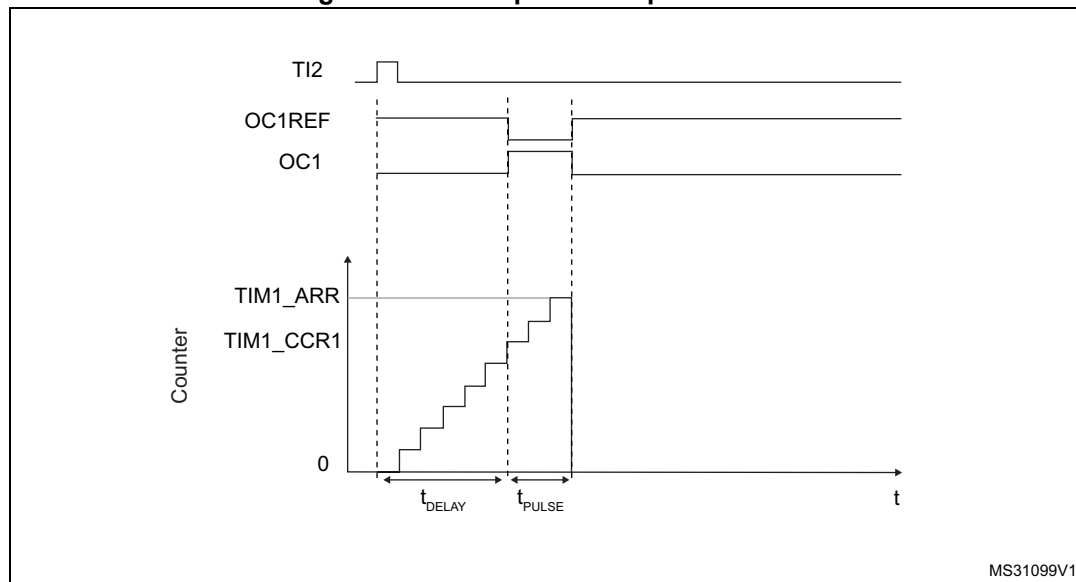 TI2
OC1REF
OC1
TIM1_ARR
TIM1_CCR1
Counter
0
tDELAY
tPULSE
t
MS31099V1